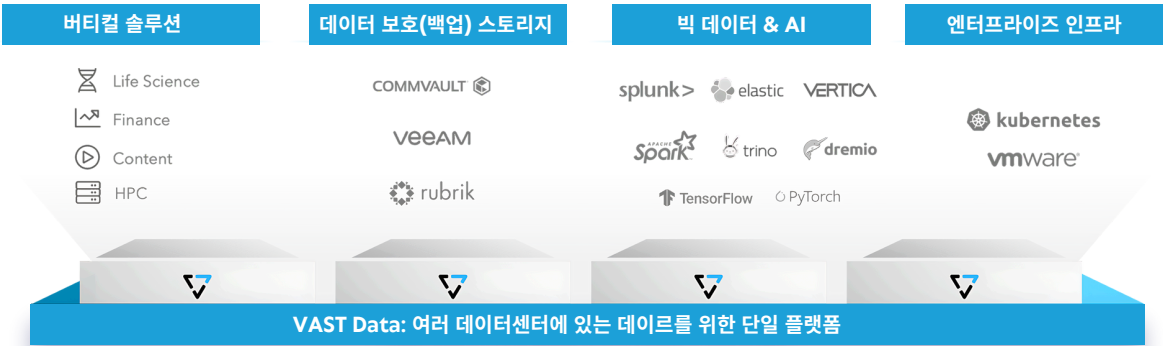 버티컬 솔루션
Life Science
Finance
Content
HPC
데이터 보호(백업) 스토리지
COMMVAULT
veeAM
rubrik
빅 데이터 & AI
splunk> elastic VERTICA
APACHE Spark trino dremio
TensorFlow PyTorch
엔터프라이즈 인프라
kubernetes
vmware®
VAST Data: 여러 데이터센터에 있는 데이르를 위한 단일 플랫폼